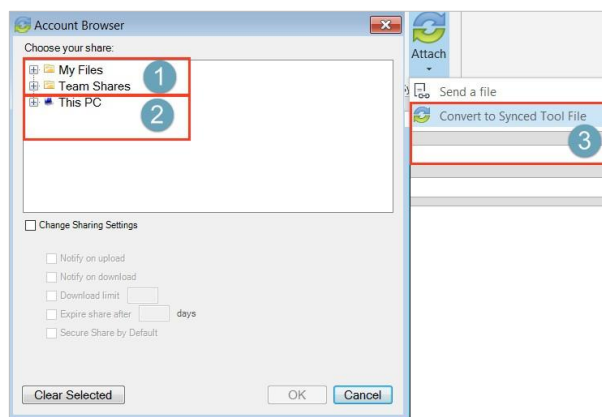 Account Browser
Choose your share:
My Files
Team Shares
This PC
1
2
Change Sharing Settings
Notify on upload
Notify on download
Download limit
Expire share after days
Secure Share by Default
Clear Selected
OK
Cancel
Attach
Send a file
Convert to Synced Tool File
3